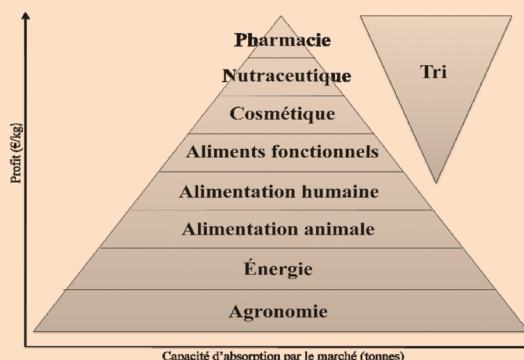 Pharmacie
Nutraceutique
Cosmétique
Aliments fonctionnels
Alimentation humaine
Alimentation animale
Énergie
Agronomie
Tri
Profit (€/kg)
Capacité d'absorption par le marché (tonnes)